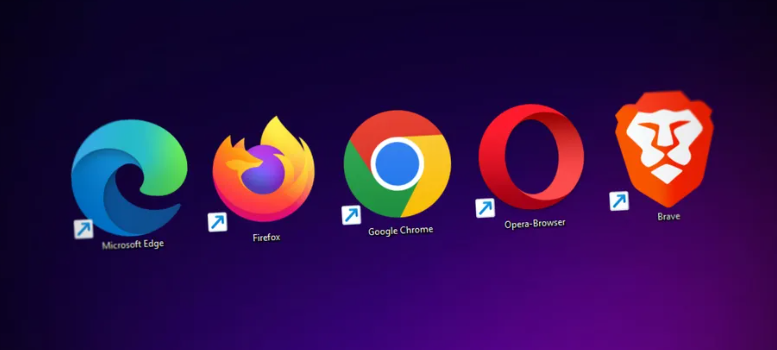 Microsoft Edge
Firefox
Google Chrome
Opera-Browser
Brave